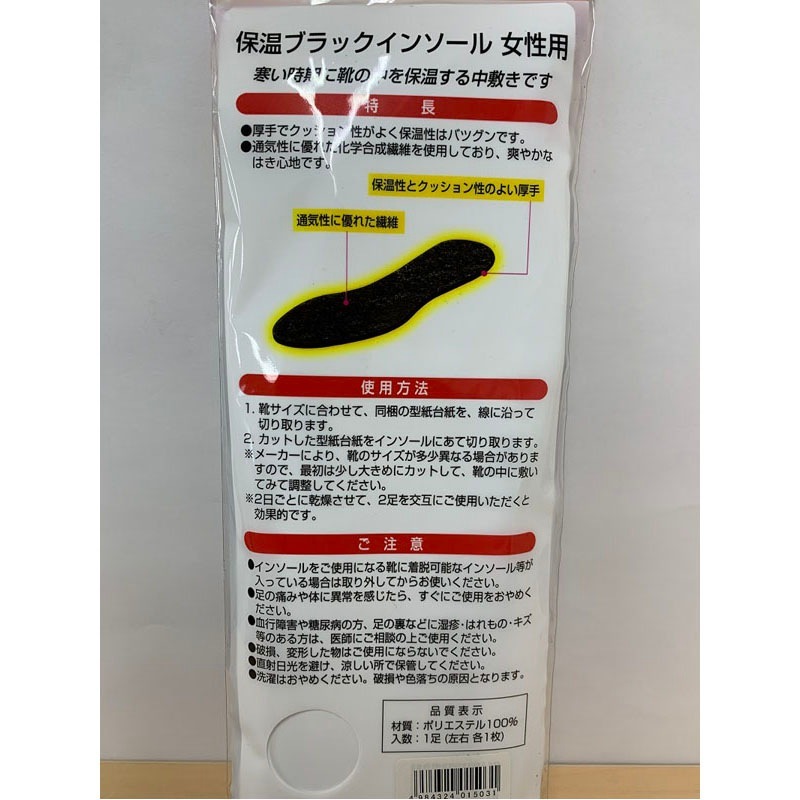 保温ブラックインソール 女性用
寒い時期に靴の中を保温する中敷きです
特長
●厚手でクッション性がよく保温性はバツグンです。
●通気性に優れた化学合成繊維を使用しており、爽やかな
はき心地です。
保温性とクッション性のよい厚手
通気性に優れた繊維
使用方法
1. 靴サイズに合わせて、同梱の型紙台紙を、線に沿って
切り取ります。
2. カットした型紙台紙をインソールにあて切り取ります。
※メーカーにより、靴のサイズが多少異なる場合がありま
すので、最初は少し大きめにカットして、靴の中に敷い
てみて調整してください。
※2日ごとに乾燥させて、2足を交互にご使用いただくと
効果的です。
ご注意
●インソールをご使用になる靴に着脱可能なインソール等が
入っている場合は取り外してからお使いください。
●足の痛みや体に異常を感じたら、すぐにご使用をおやめく
ださい。
●血行障害や糖尿病の方、足の裏などに湿疹・はれもの・キズ
等のある方は、医師にご相談の上ご使用ください。
●破損、変形した物はご使用にならないでください。
●直射日光を避け、涼しい所で保管してください。
●洗濯はおやめください。破損や色落ちの原因となります。
品質表示
材質：ポリエステル100%
入数：1足 (左右 各1枚)
4 984324 015031